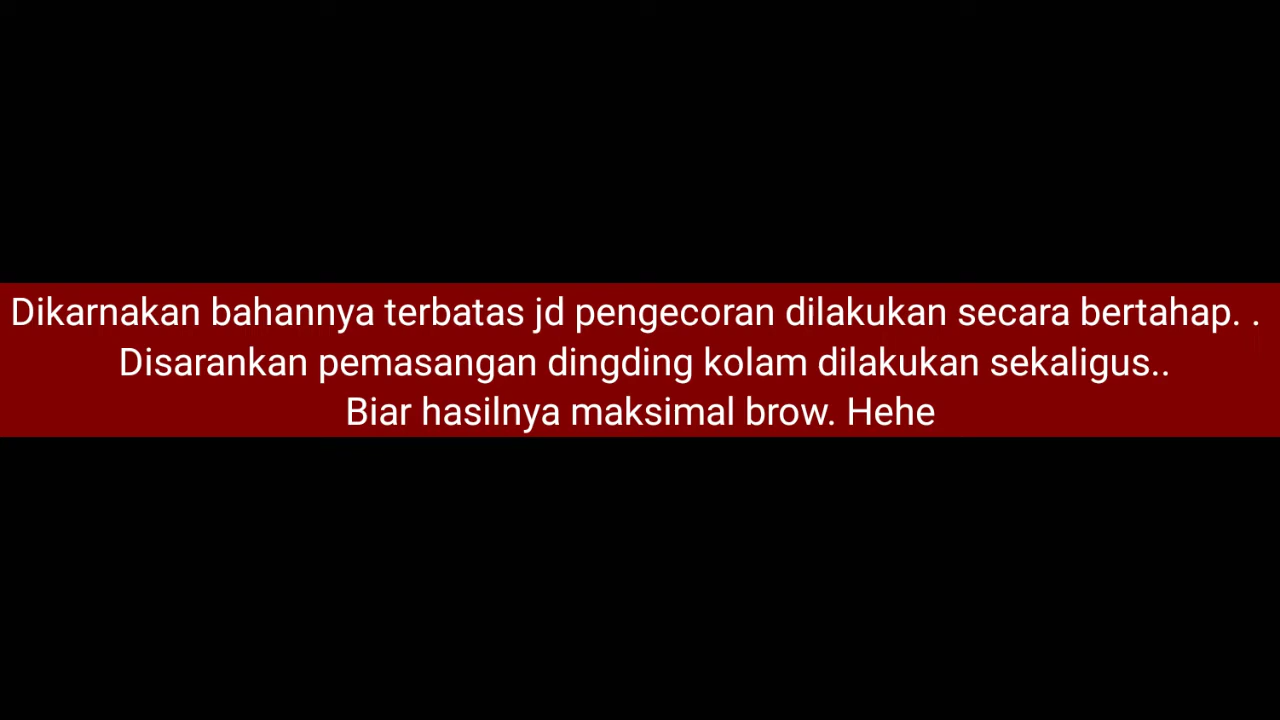 Dikarnakan bahannya terbatas jd pengecoran dilakukan secara bertahap. .
Disarankan pemasangan dingding kolam dilakukan sekaligus..
Biar hasilnya maksimal brow. Hehe